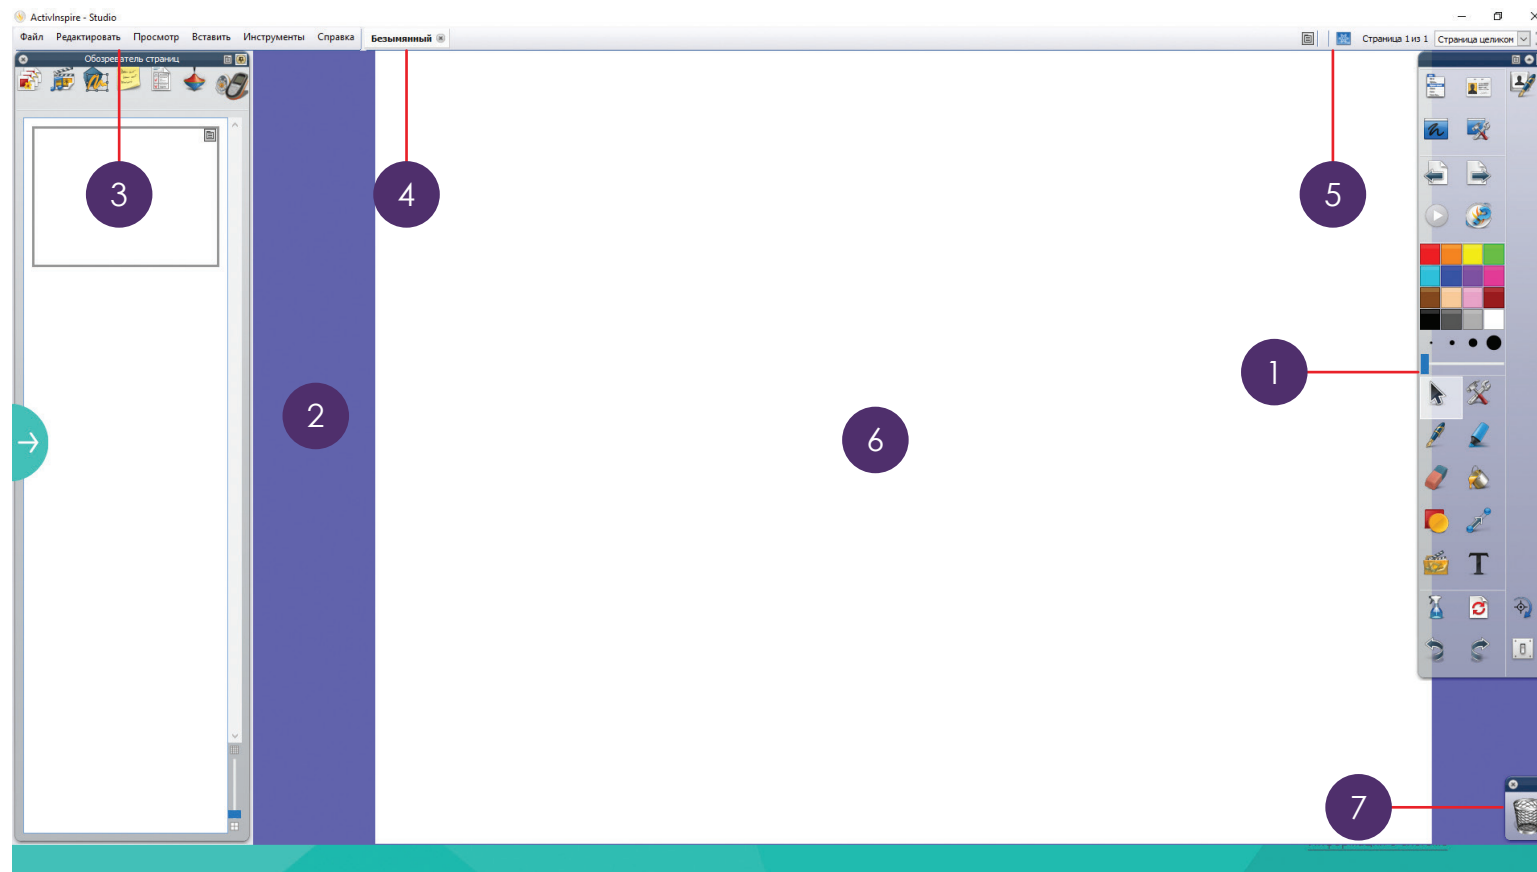 ActivInspire - Studio
Файл Редактировать Просмотр Вставить Инструменты Справка Безымянный Страница 1 из 1 Страница целиком
Обозреватель страниц
3
4
5
1
2
6
T
7